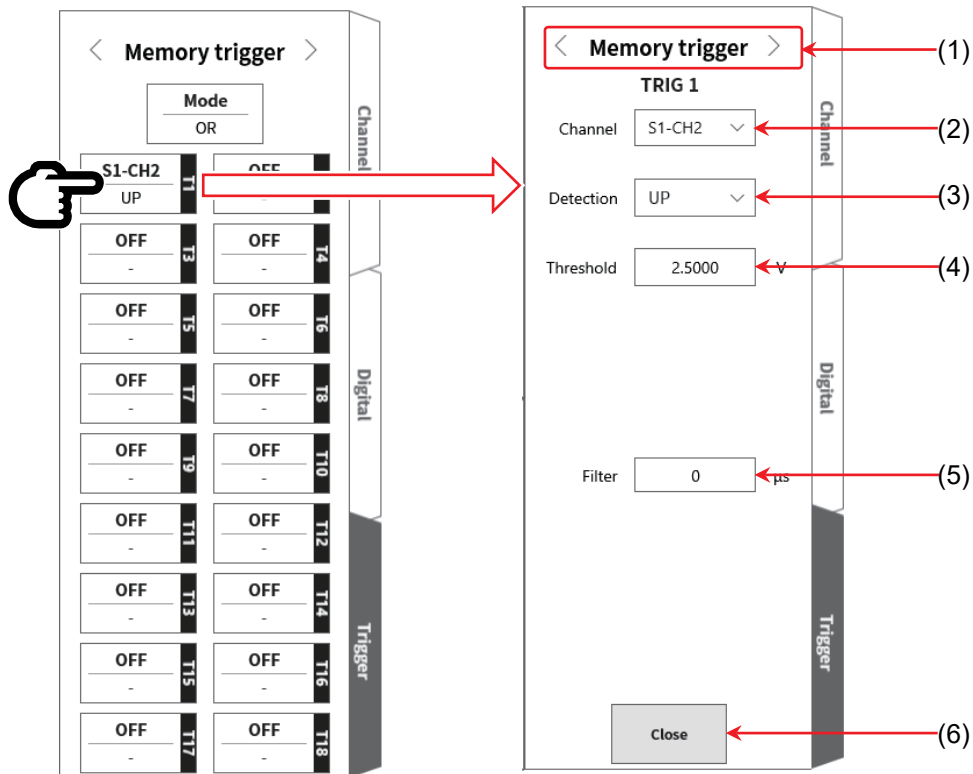 Memory trigger
Mode
OR
S1-CH2
UP
T1
OFF
-
OFF
-
T3
OFF
-
T4
OFF
-
T5
OFF
-
T6
OFF
-
T7
OFF
-
T8
OFF
-
T9
OFF
-
T10
OFF
-
T11
OFF
-
T12
OFF
-
T13
OFF
-
T14
OFF
-
T15
OFF
-
T16
OFF
-
T17
OFF
-
T18
Channel
Digital
Trigger
Memory trigger
(1)
TRIG 1
Channel
S1-CH2
(2)
Detection
UP
(3)
Threshold
2.5000
V
(4)
Filter
0
µs
(5)
Close
(6)
Channel
Digital
Trigger